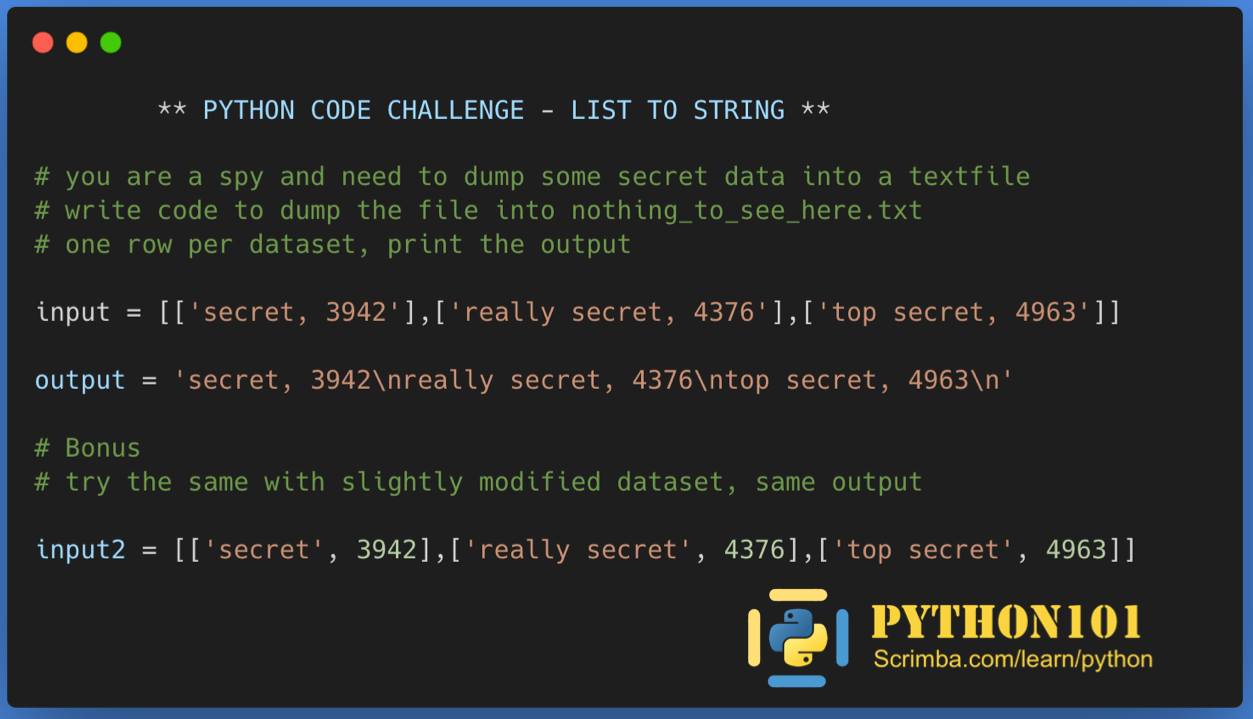 ** PYTHON CODE CHALLENGE - LIST TO STRING **
# you are a spy and need to dump some secret data into a textfile
# write code to dump the file into nothing_to_see_here.txt
# one row per dataset, print the output
input = [['secret, 3942'],['really secret, 4376'],['top secret, 4963']]
output = 'secret, 3942\nreally secret, 4376\ntop secret, 4963\n'
# Bonus
# try the same with slightly modified dataset, same output
input2 = [['secret', 3942],['really secret', 4376],['top secret', 4963]]
PYTHON101
Scrimba.com/learn/python